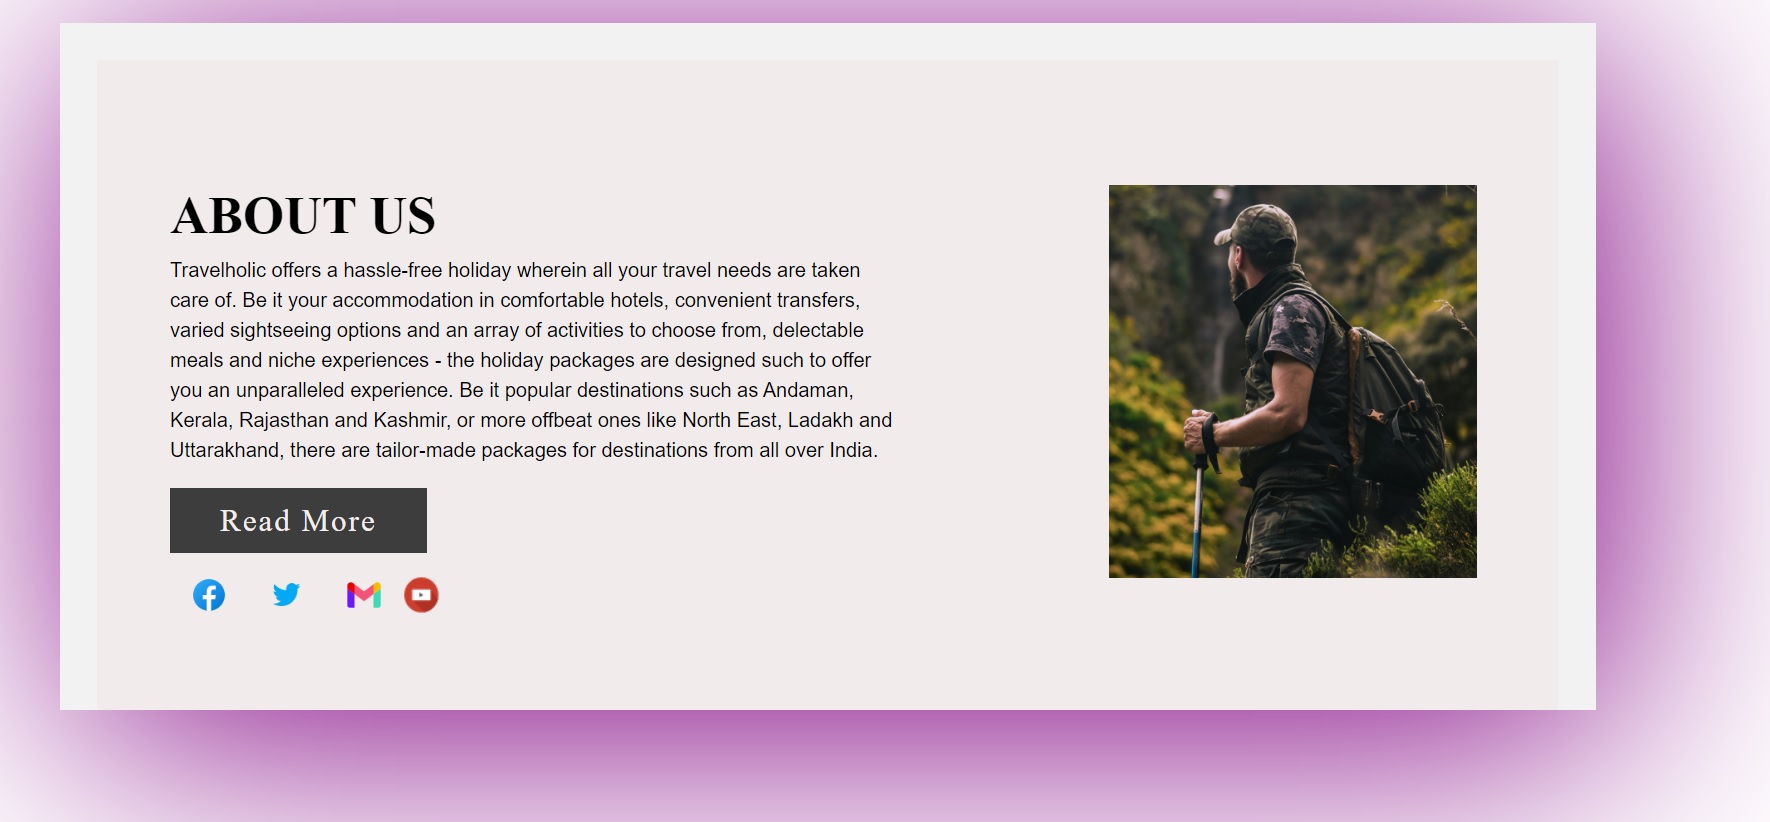 ABOUT US
Travelholic offers a hassle-free holiday wherein all your travel needs are taken
care of. Be it your accommodation in comfortable hotels, convenient transfers,
varied sightseeing options and an array of activities to choose from, delectable
meals and niche experiences - the holiday packages are designed such to offer
you an unparalleled experience. Be it popular destinations such as Andaman,
Kerala, Rajasthan and Kashmir, or more offbeat ones like North East, Ladakh and
Uttarakhand, there are tailor-made packages for destinations from all over India.
Read More